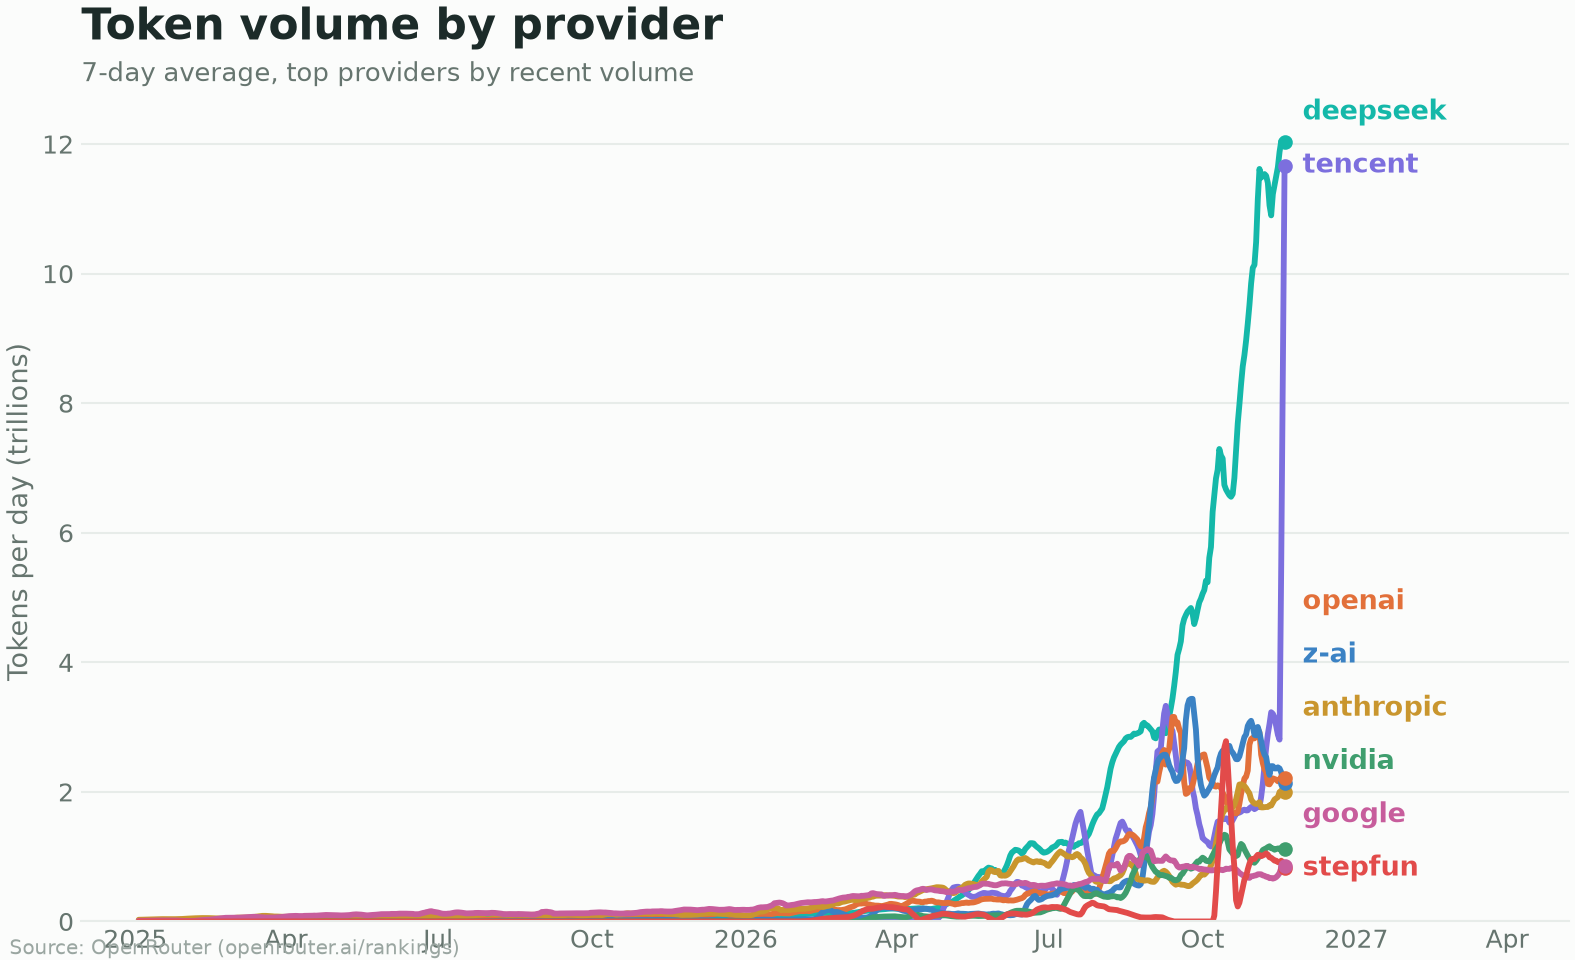 Token volume by provider
7-day average, top providers by recent volume
Tokens per day (trillions)
12
10
8
6
4
2
0
deepseek
tencent
openai
z-ai
anthropic
nvidia
google
stepfun
2025
Apr
Jul
Oct
2026
Apr
Jul
Oct
2027
Apr
Source: OpenRouter (openrouter.ai/rankings)